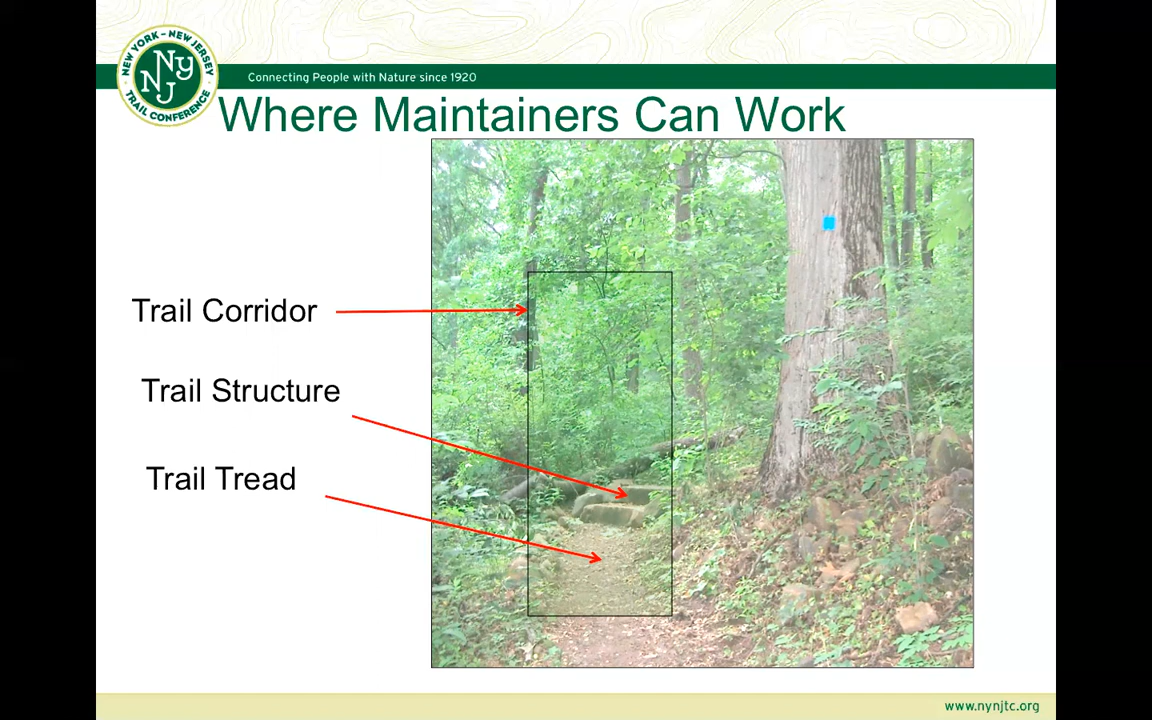 NEW YORK - NEW JERSEY
NY
NJ
TRAIL CONFERENCE
Connecting People with Nature since 1920
Where Maintainers Can Work
Trail Corridor
Trail Structure
Trail Tread
www.nynjtc.org